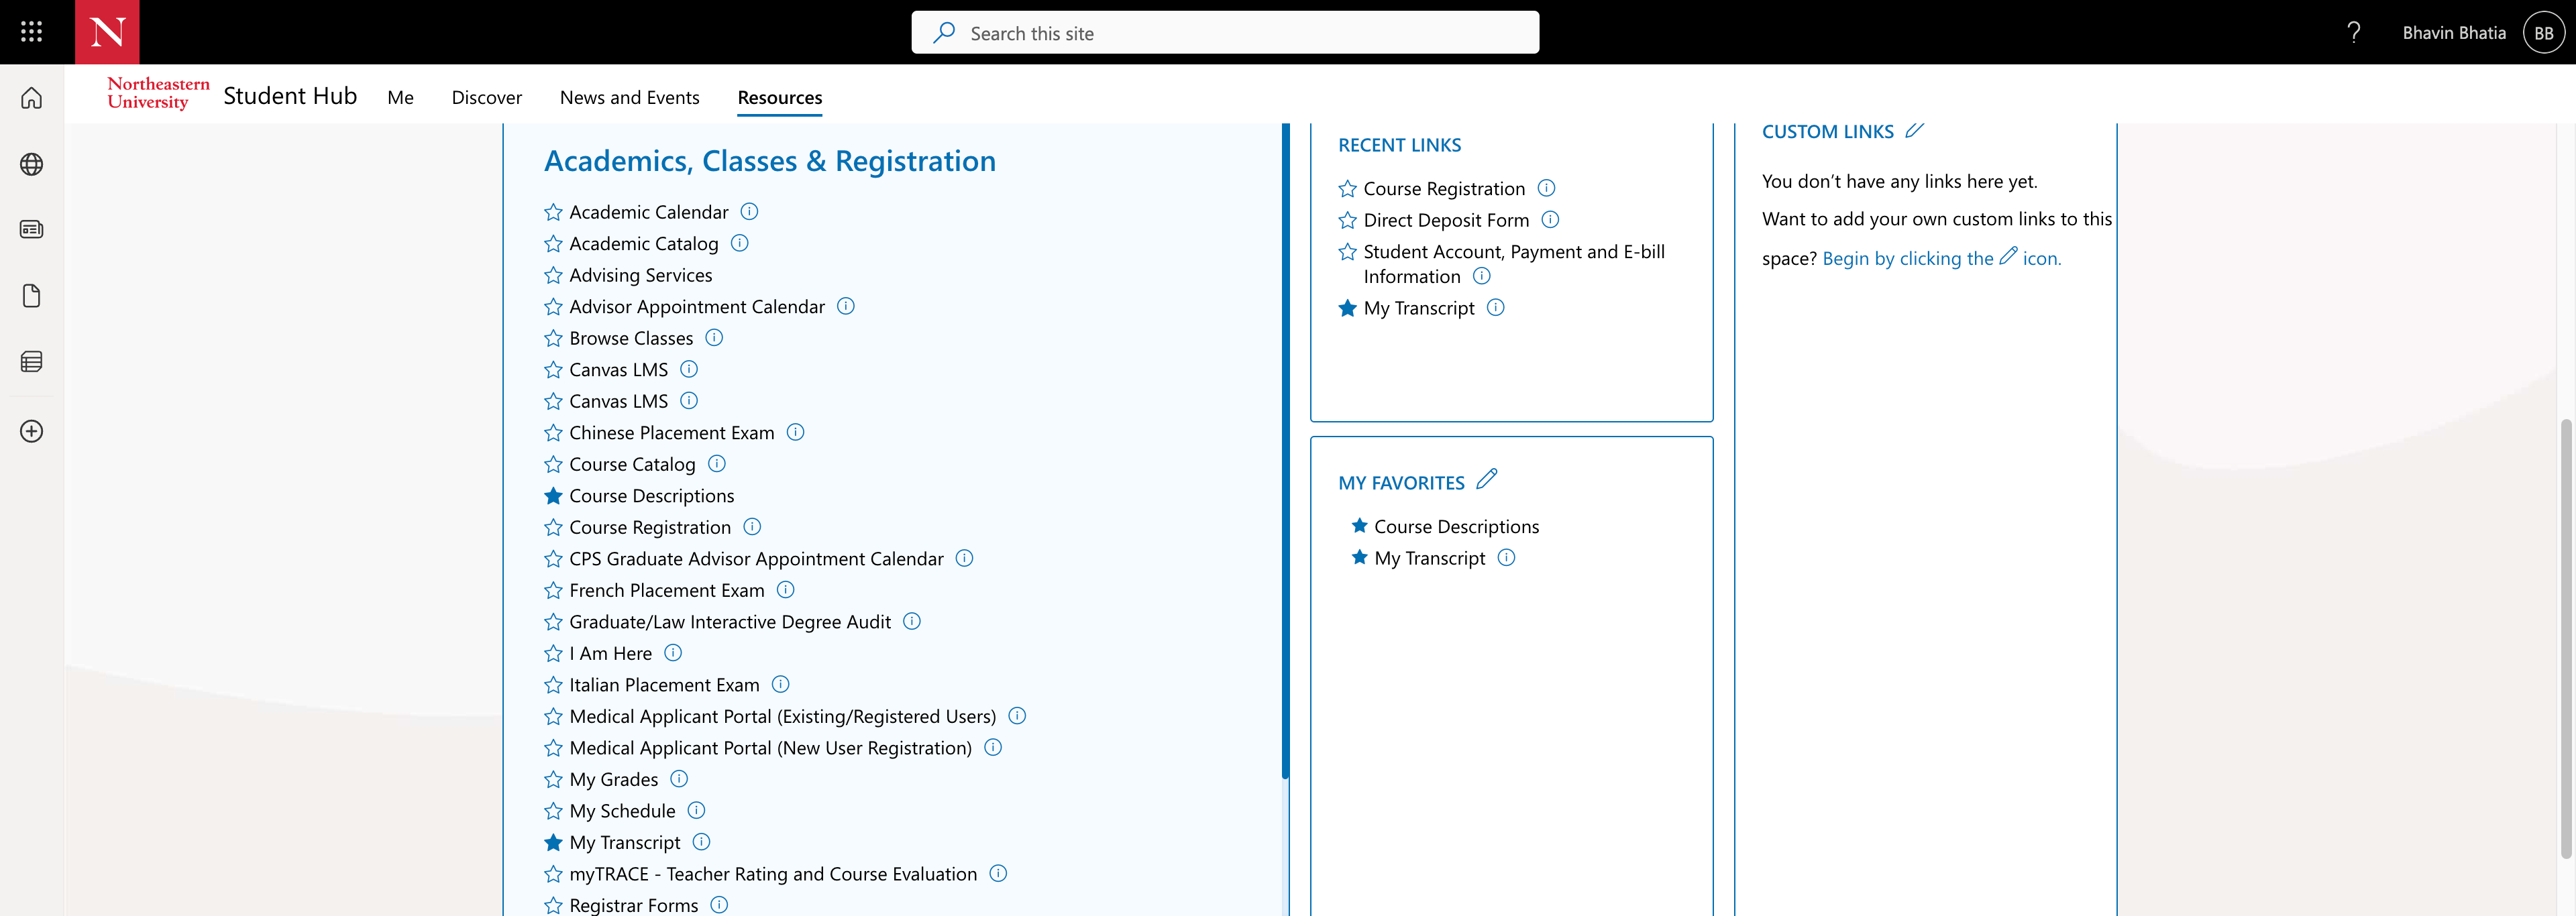 N
Search this site
?
Bhavin Bhatia
BB
Northeastern
University
Student Hub
Me
Discover
News and Events
Resources
Academics, Classes & Registration
Academic Calendar
Academic Catalog
Advising Services
Advisor Appointment Calendar
Browse Classes
Canvas LMS
Canvas LMS
Chinese Placement Exam
Course Catalog
Course Descriptions
Course Registration
CPS Graduate Advisor Appointment Calendar
French Placement Exam
Graduate/Law Interactive Degree Audit
I Am Here
Italian Placement Exam
Medical Applicant Portal (Existing/Registered Users)
Medical Applicant Portal (New User Registration)
My Grades
My Schedule
My Transcript
myTRACE - Teacher Rating and Course Evaluation
Registrar Forms
RECENT LINKS
Course Registration
Direct Deposit Form
Student Account, Payment and E-bill
Information
My Transcript
MY FAVORITES
Course Descriptions
My Transcript
CUSTOM LINKS
You don’t have any links here yet.
Want to add your own custom links to this
space? Begin by clicking the icon.